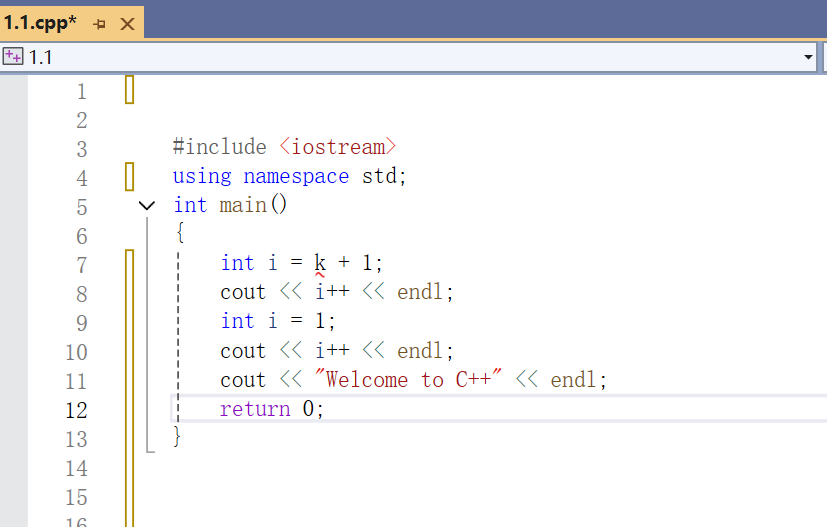 1.1.cpp*
1.1
1
2
3 #include <iostream>
4 using namespace std;
5 int main()
6 {
7 int i = k + 1;
8 cout << i++ << endl;
9 int i = 1;
10 cout << i++ << endl;
11 cout << "Welcome to C++" << endl;
12 return 0;
13 }
14
15
16